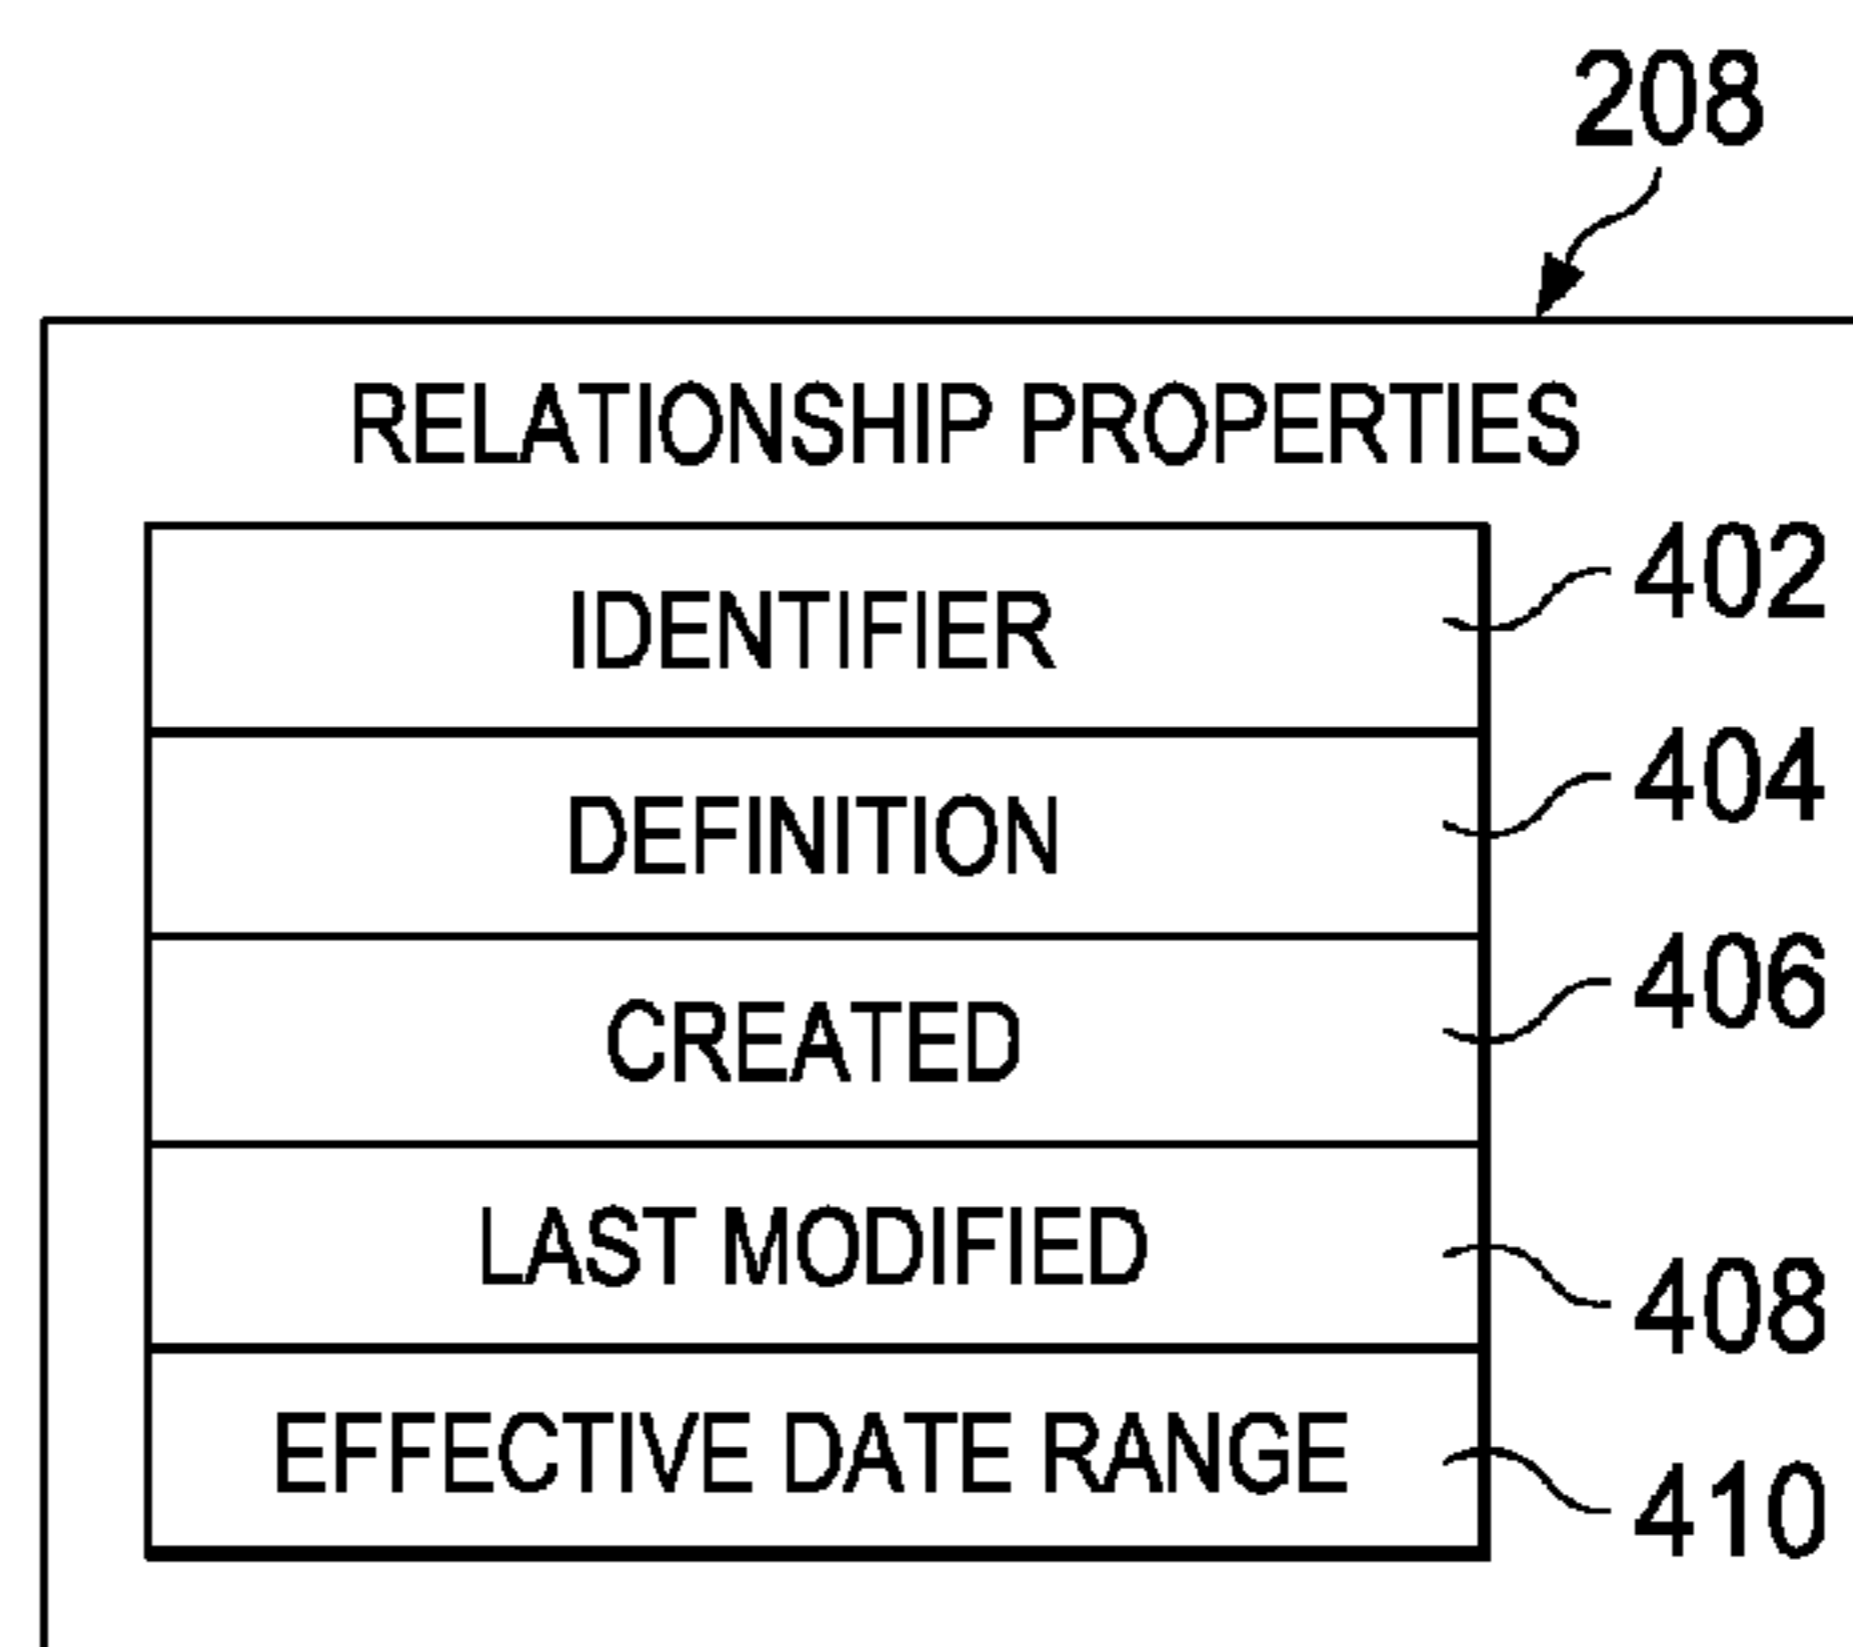 208
RELATIONSHIP PROPERTIES
IDENTIFIER 402
DEFINITION 404
CREATED 406
LAST MODIFIED 408
EFFECTIVE DATE RANGE 410